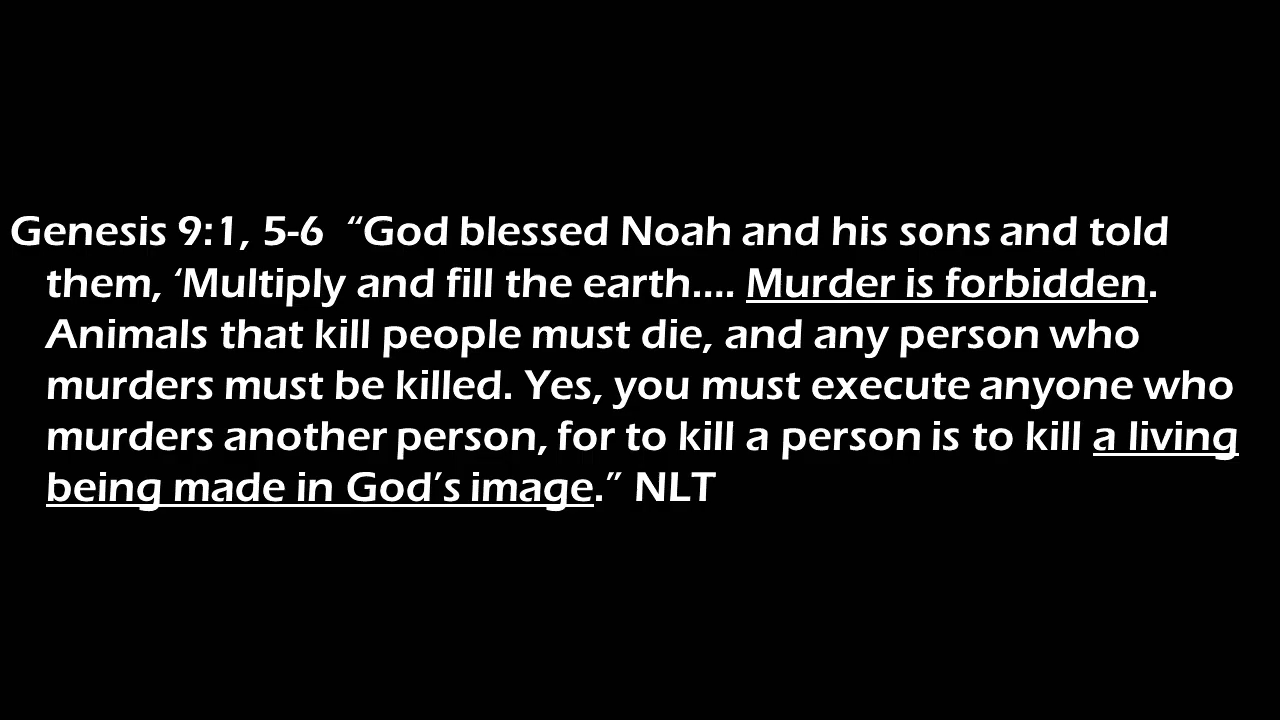 Genesis 9:1, 5-6  “God blessed Noah and his sons and told
them, ‘Multiply and fill the earth…. Murder is forbidden.
Animals that kill people must die, and any person who
murders must be killed. Yes, you must execute anyone who
murders another person, for to kill a person is to kill a living
being made in God’s image.” NLT